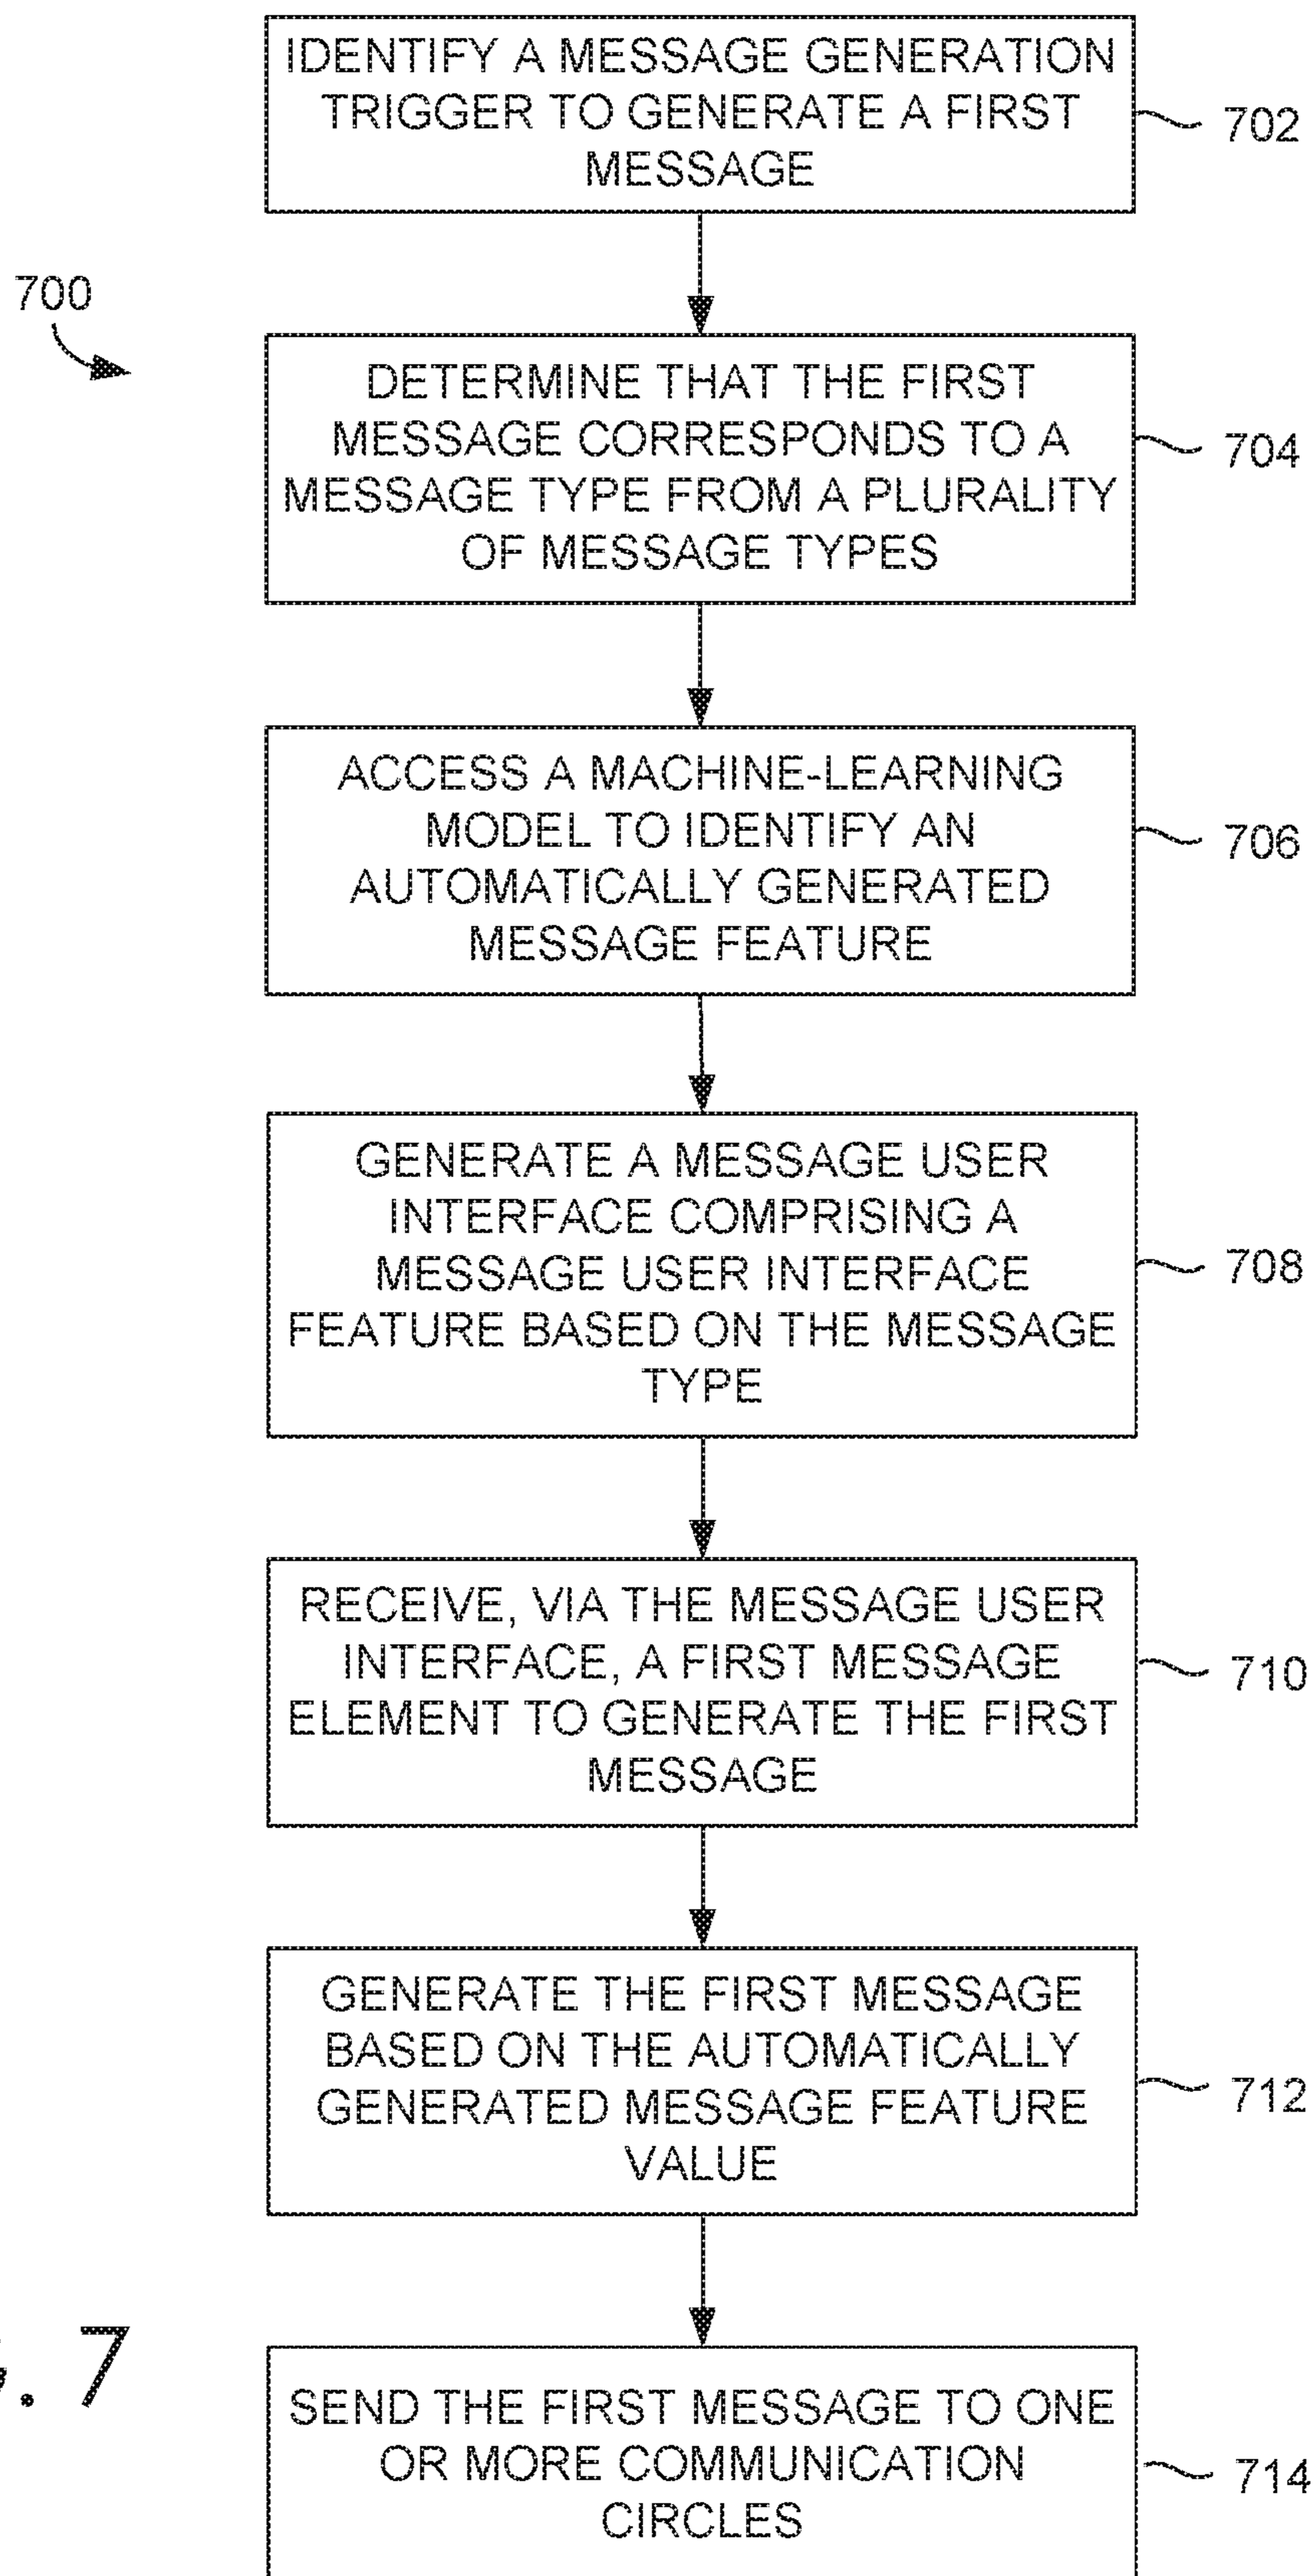 IDENTIFY A MESSAGE GENERATION
TRIGGER TO GENERATE A FIRST
MESSAGE
702
700
DETERMINE THAT THE FIRST
MESSAGE CORRESPONDS TO A
MESSAGE TYPE FROM A PLURALITY
OF MESSAGE TYPES
704
ACCESS A MACHINE-LEARNING
MODEL TO IDENTIFY AN
AUTOMATICALLY GENERATED
MESSAGE FEATURE
706
GENERATE A MESSAGE USER
INTERFACE COMPRISING A
MESSAGE USER INTERFACE
FEATURE BASED ON THE MESSAGE
TYPE
708
RECEIVE, VIA THE MESSAGE USER
INTERFACE, A FIRST MESSAGE
ELEMENT TO GENERATE THE FIRST
MESSAGE
710
GENERATE THE FIRST MESSAGE
BASED ON THE AUTOMATICALLY
GENERATED MESSAGE FEATURE
VALUE
712
. 7
SEND THE FIRST MESSAGE TO ONE
OR MORE COMMUNICATION
CIRCLES
714